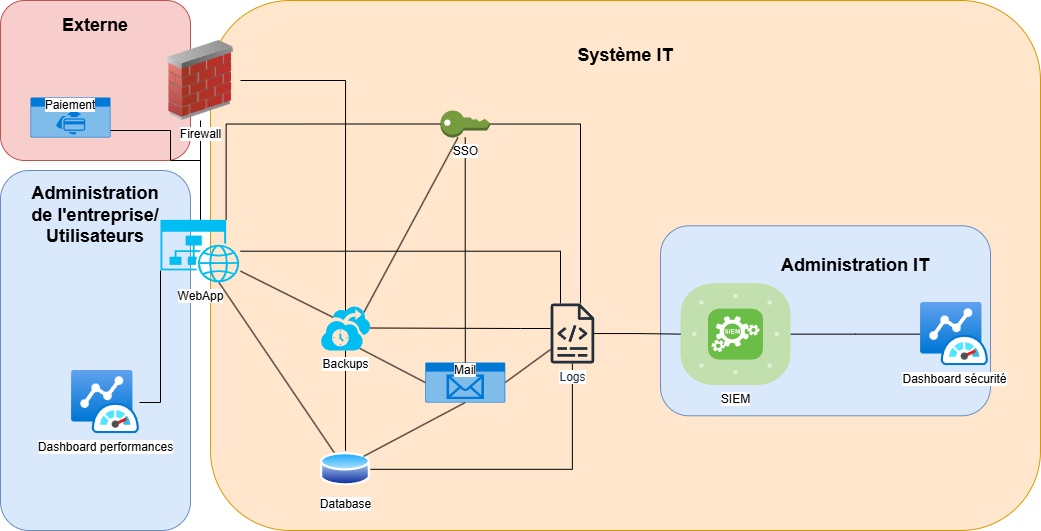 Externe
Système IT
Paiement
Firewall
SSO
Administration
de l'entreprise/
Utilisateurs
WebApp
Administration IT
SIEM
Backups
Mail
Logs
Dashboard sécurité
SIEM
Dashboard performances
Database